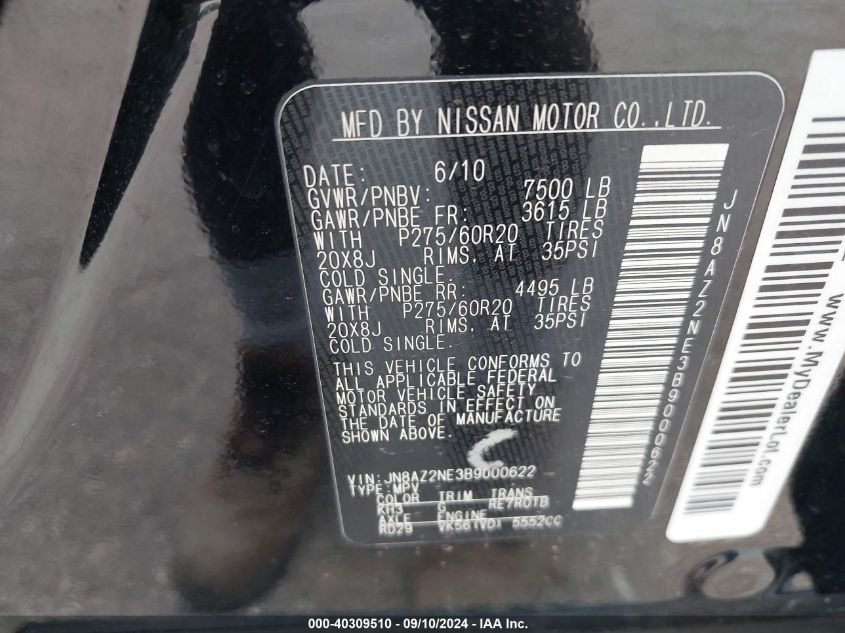 MFD BY NISSAN MOTOR CO.,LTD.
DATE: 6/10
GVWR/PNBV: 7500 LB
GAWR/PNBE FR: 3615 LB
WITH P275/60R20 TIRES
20X8J RIMS, AT 35PSI
COLD SINGLE.
GAWR/PNBE RR: 4495 LB
WITH P275/60R20 TIRES
20X8J RIMS, AT 35PSI
COLD SINGLE.
THIS VEHICLE CONFORMS TO
ALL APPLICABLE FEDERAL
MOTOR VEHICLE SAFETY
STANDARDS IN EFFECT ON
THE DATE OF MANUFACTURE
SHOWN ABOVE.
C
VIN: JN8AZ2NE3B9000622
TYPE: MPV
COLOR TRIM TRANS
KH3 G RE7R01B
AXLE ENGINE
RD29 VK56(VD) 5552CC
JN8AZ2NE3B9000622
www.MyDealerLot.com
000-40309510 - 09/10/2024 - COPYRIGHT © IAA, Inc.